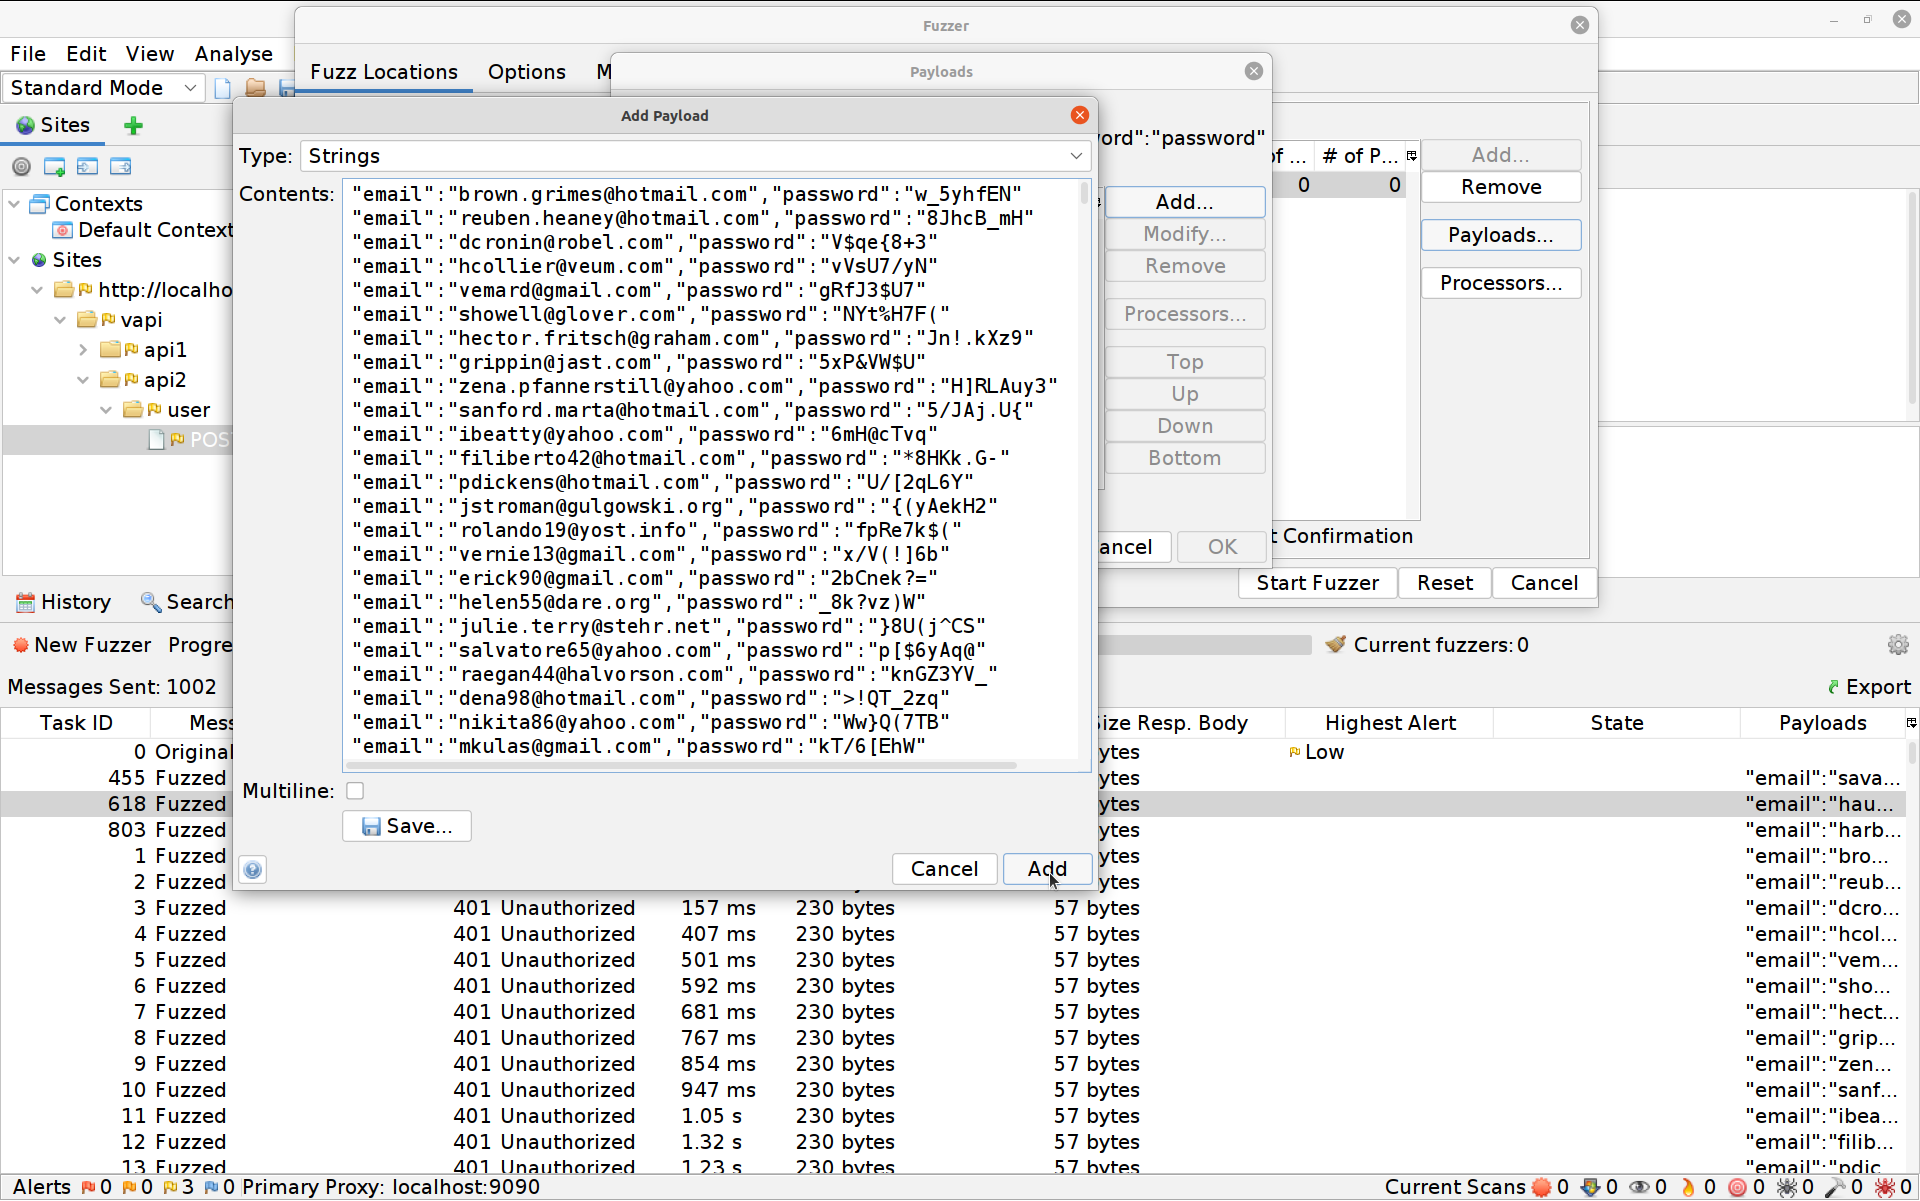 Fuzzer
File Edit View Analyse
Fuzz Locations Options M
Payloads
Standard Mode
Add Payload
Sites
ord":"password"
Type: Strings
of ... # of P... Add...
Contents: "email":"brown.grimes@hotmail.com","password":"w_5yhfEN"
0 0 Remove
Contexts
Add...
"email":"reuben.heaney@hotmail.com","password":"8JhcB_mH"
Default Context
Modify... Payloads...
"email":"dcronin@robel.com","password":"V$qe{8+3"
Sites
"email":"hcollier@veum.com","password":"vVsU7/yN"
Remove Processors...
http://localho
"email":"vemard@gmail.com","password":"gRfJ3$U7"
vapi
"email":"showell@glover.com","password":"NYt%H7F("
Processors...
"email":"hector.fritsch@graham.com","password":"Jn!.kXz9"
api1
"email":"grippin@jast.com","password":"5xP&VW$U"
Top
api2
"email":"zena.pfannerstill@yahoo.com","password":"H]RLAuy3"
Up
user
"email":"sanford.marta@hotmail.com","password":"5/JAj.U{"
Down
POS
"email":"ibeatty@yahoo.com","password":"6mH@cTvq"
"email":"filiberto42@hotmail.com","password":"*8HKk.G-"
Bottom
"email":"pdickens@hotmail.com","password":"U/[2qL6Y"
"email":"jstroman@gulgowski.org","password":"{(yAekH2"
"email":"rolando19@yost.info","password":"fpRe7k$("
t Confirmation
"email":"vernie13@gmail.com","password":"x/V(!]6b"
ancel OK
"email":"erick90@gmail.com","password":"2bCnek?="
Start Fuzzer Reset Cancel
"email":"helen55@dare.org","password":"_8k?vz)W"
History Search
"email":"julie.terry@stehr.net","password":"}8U(j^CS"
"email":"salvatore65@yahoo.com","password":"p[$6yAq@"
New Fuzzer Progre
Current fuzzers: 0
"email":"raegan44@halvorson.com","password":"knGZ3YV_"
Messages Sent: 1002
Export
"email":"dena98@hotmail.com","password":">!QT_2zq"
"email":"nikita86@yahoo.com","password":"Ww}Q(7TB"
Task ID Mess
Size Resp. Body Highest Alert State Payloads
"email":"mkulas@gmail.com","password":"kT/6[EhW"
0 Original ytes Low
455 Fuzzed ytes "email":"sava...
Multiline:
618 Fuzzed ytes "email":"hau...
Save...
803 Fuzzed ytes "email":"harb...
1 Fuzzed ytes "email":"bro...
Cancel Add
2 Fuzzed ytes "email":"reub...
3 Fuzzed 401 Unauthorized 157 ms 230 bytes 57 bytes "email":"dcro...
4 Fuzzed 401 Unauthorized 407 ms 230 bytes 57 bytes "email":"hcol...
5 Fuzzed 401 Unauthorized 501 ms 230 bytes 57 bytes "email":"vem...
6 Fuzzed 401 Unauthorized 592 ms 230 bytes 57 bytes "email":"sho...
7 Fuzzed 401 Unauthorized 681 ms 230 bytes 57 bytes "email":"hect...
8 Fuzzed 401 Unauthorized 767 ms 230 bytes 57 bytes "email":"grip...
9 Fuzzed 401 Unauthorized 854 ms 230 bytes 57 bytes "email":"zen...
10 Fuzzed 401 Unauthorized 947 ms 230 bytes 57 bytes "email":"sanf...
11 Fuzzed 401 Unauthorized 1.05 s 230 bytes 57 bytes "email":"ibea...
12 Fuzzed 401 Unauthorized 1.32 s 230 bytes 57 bytes "email":"filib...
13 Fuzzed 401 Unauthorized 1.23 s 230 bytes 57 bytes "email":"pdic
Alerts 0 0 3 0 Primary Proxy: localhost:9090 Current Scans 0 0 0 0 0 0 0 0